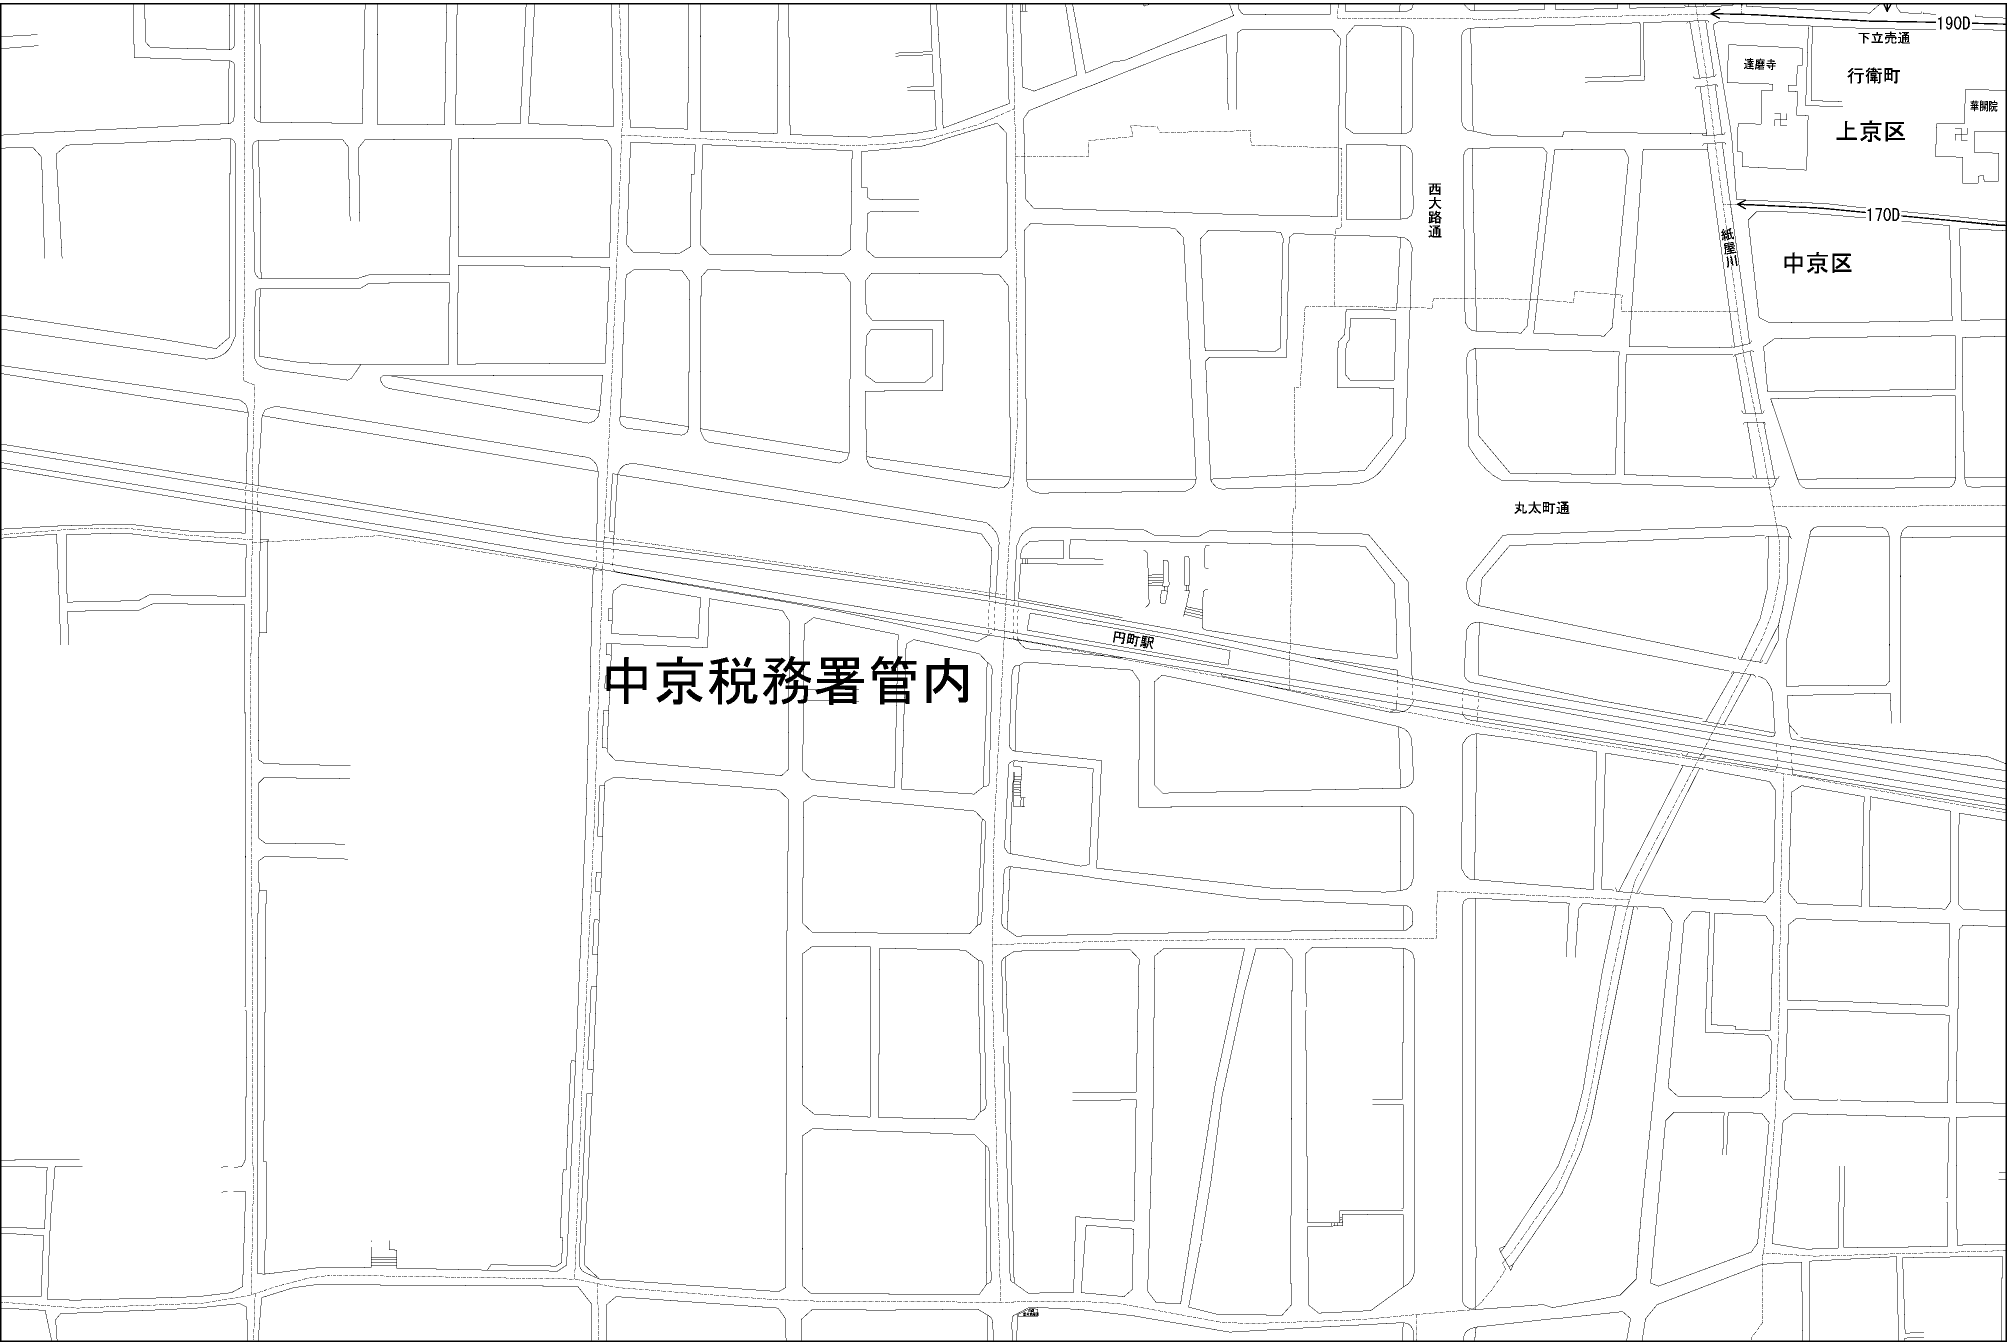 190D
下立売通
達磨寺
行衛町
華開院
上京区
西大路通
170D
紙屋川
中京区
丸太町通
円町駅
中京税務署管内